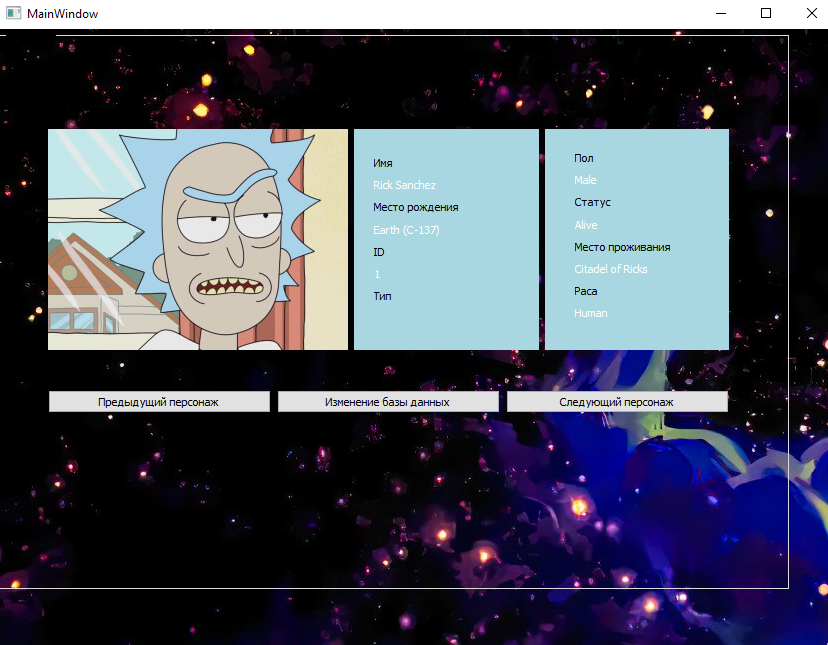 MainWindow
Имя
Rick Sanchez
Место рождения
Earth (C-137)
ID
1
Тип
Пол
Male
Статус
Alive
Место проживания
Citadel of Ricks
Раса
Human
Предыдущий персонаж
Изменение базы данных
Следующий персонаж